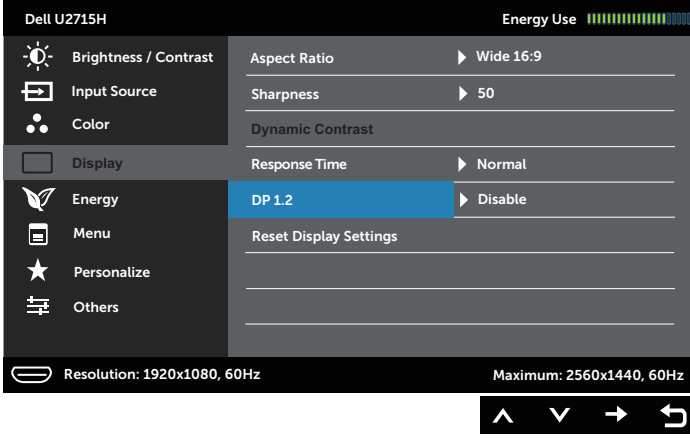 Dell U2715H Energy Use
Brightness / Contrast Aspect Ratio Wide 16:9
Input Source Sharpness 50
Color Dynamic Contrast
Display Response Time Normal
Energy DP 1.2 Disable
Menu Reset Display Settings
Personalize
Others
Resolution: 1920x1080, 60Hz Maximum: 2560x1440, 60Hz